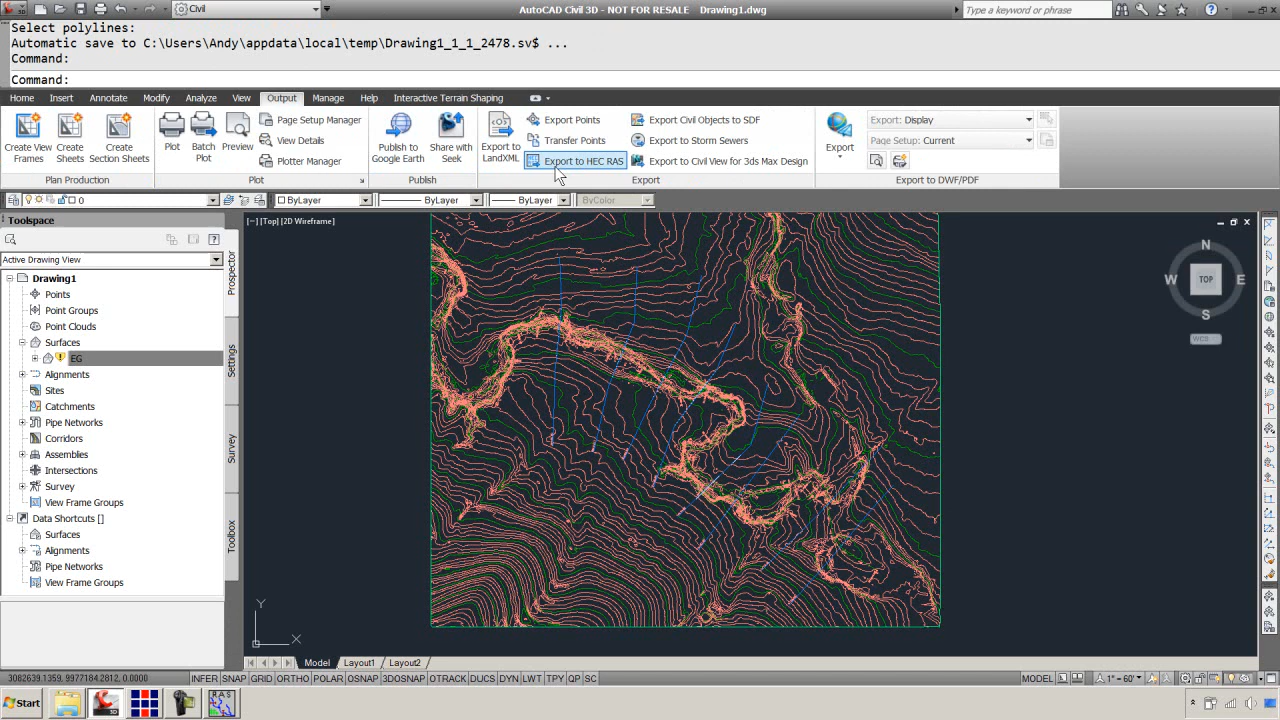 Civil
AutoCAD Civil 3D - NOT FOR RESALE Drawing1.dwg
Type a keyword or phrase
Select polylines:
Automatic save to C:\Users\Andy\appdata\local\temp\Drawing1_1_1_2478.sv$ ...
Command:
Command:
Home Insert Annotate Modify Analyze View Output Manage Help Interactive Terrain Shaping
Create View Frames
Create Sheets
Create Section Sheets
Plan Production
Plot
Batch Plot
Preview
Page Setup Manager
View Details
Plotter Manager
Plot
Publish to Google Earth
Share with Seek
Publish
Export to LandXML
Export Points
Transfer Points
Export to HEC RAS
Export Civil Objects to SDF
Export to Storm Sewers
Export to Civil View for 3ds Max Design
Export
Export
Export: Display
Page Setup: Current
Export to DWF/PDF
0
ByLayer
ByLayer
ByLayer
ByColor
Toolspace
Active Drawing View
Drawing1
Points
Point Groups
Point Clouds
Surfaces
EG
Alignments
Sites
Catchments
Pipe Networks
Corridors
Assemblies
Intersections
Survey
View Frame Groups
Data Shortcuts []
Surfaces
Alignments
Pipe Networks
View Frame Groups
Prospector
Settings
Survey
Toolbox
[−] [Top] [2D Wireframe]
N
W TOP E
S
WCS
Y
X
Model Layout1 Layout2
3082639.1359, 9977184.2612, 0.0000
INFER SNAP GRID ORTHO POLAR OSNAP 3DOSNAP OTRACK DUCS DYN LWT TPY QP SC
MODEL
1" = 60'
Start
3D
RAS